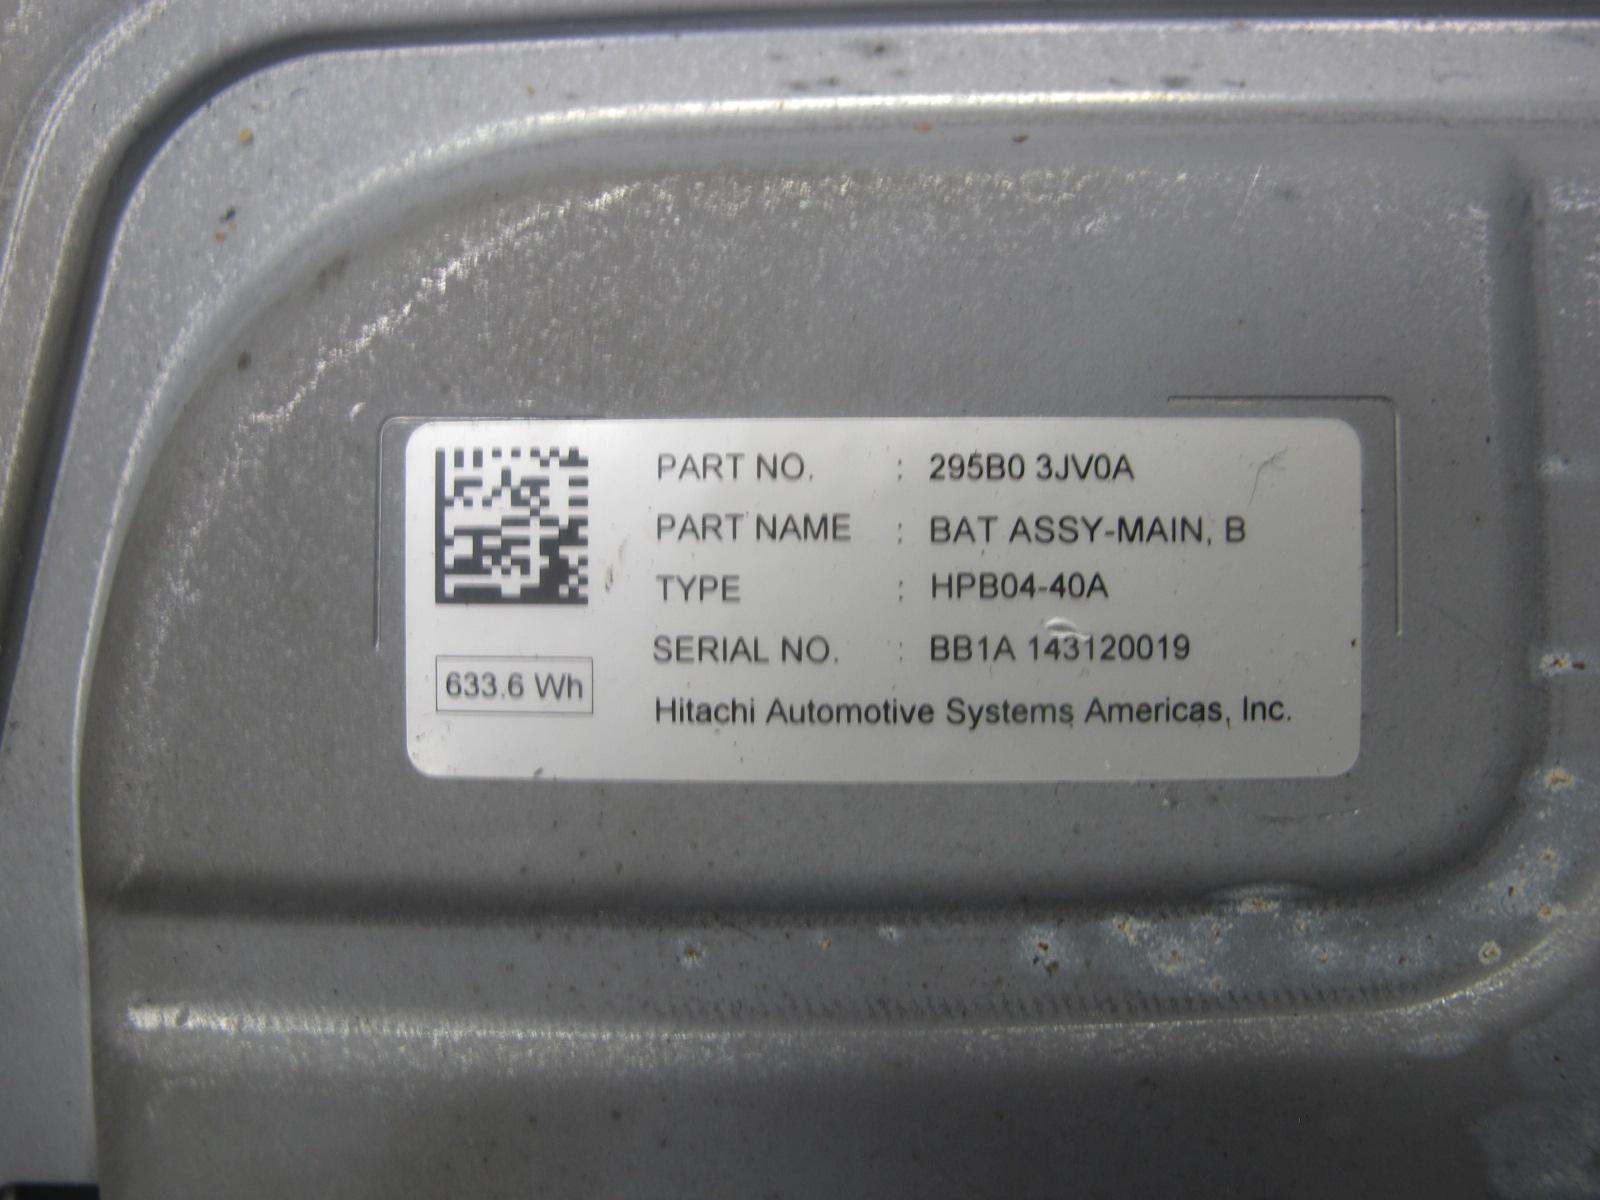 PART NO. : 295B0 3JV0A
PART NAME : BAT ASSY-MAIN, B
TYPE : HPB04-40A
SERIAL NO. : BB1A 143120019
633.6 Wh
Hitachi Automotive Systems Americas, Inc.